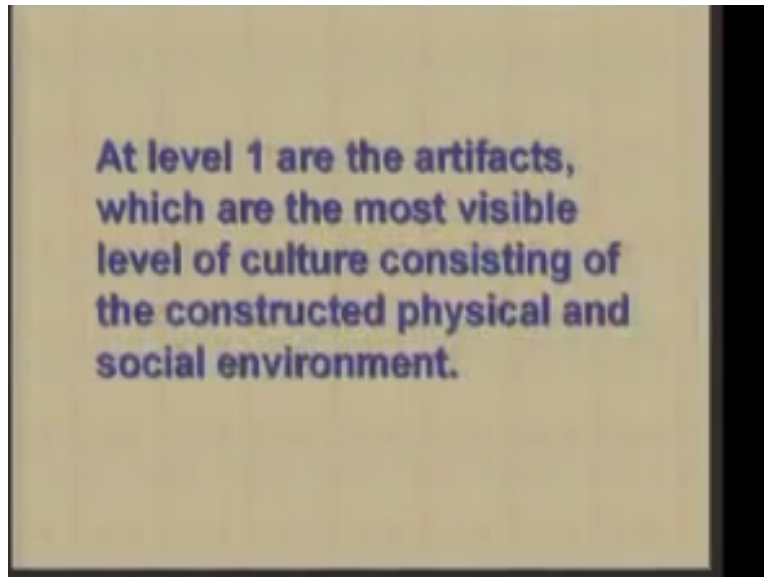 At level 1 are the artifacts,
which are the most visible
level of culture consisting of
the constructed physical and
social environment.